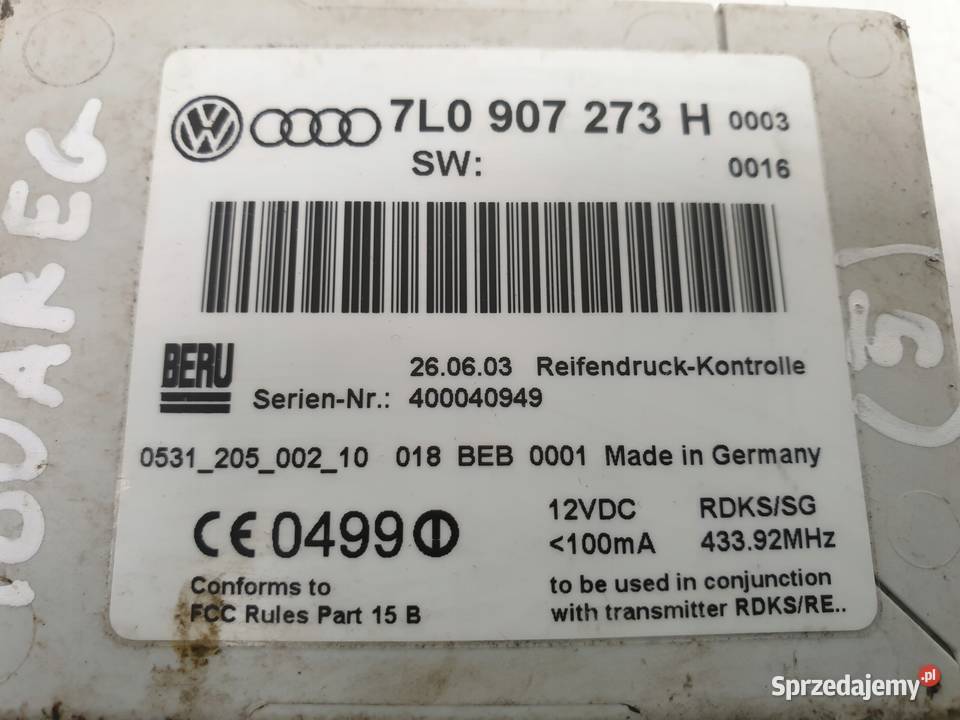 7L0 907 273 H 0003
SW: 0016
BERU
26.06.03 Reifendruck-Kontrolle
Serien-Nr.: 400040949
0531_205_002_10 018 BEB 0001 Made in Germany
CE 0499
12VDC RDKS/SG
<100mA 433.92MHz
Conforms to
FCC Rules Part 15 B
to be used in conjunction
with transmitter RDKS/RE..
TOUAREG
(5)
Sprzedajemy.pl